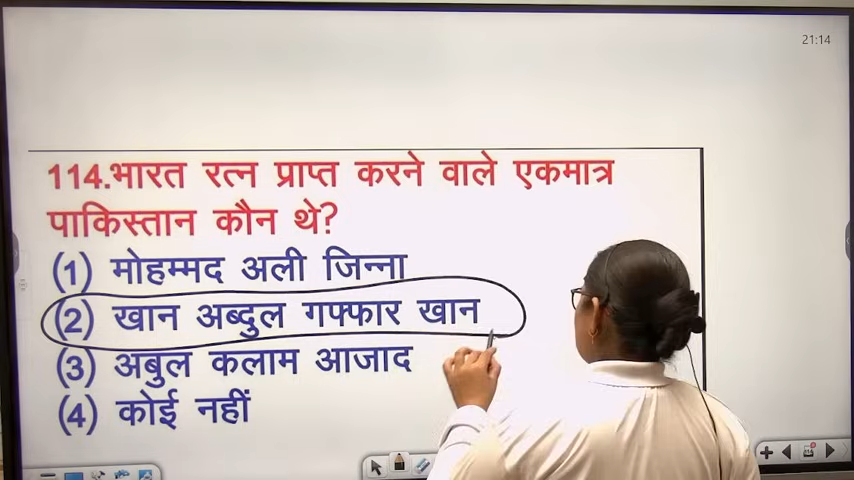 21:14
114.भारत रत्न प्राप्त करने वाले एकमात्र
पाकिस्तान कौन थे?
(1) मोहम्मद अली जिन्ना
(2) खान अब्दुल गफ्फार खान
(3) अबुल कलाम आजाद
(4) कोई नहीं